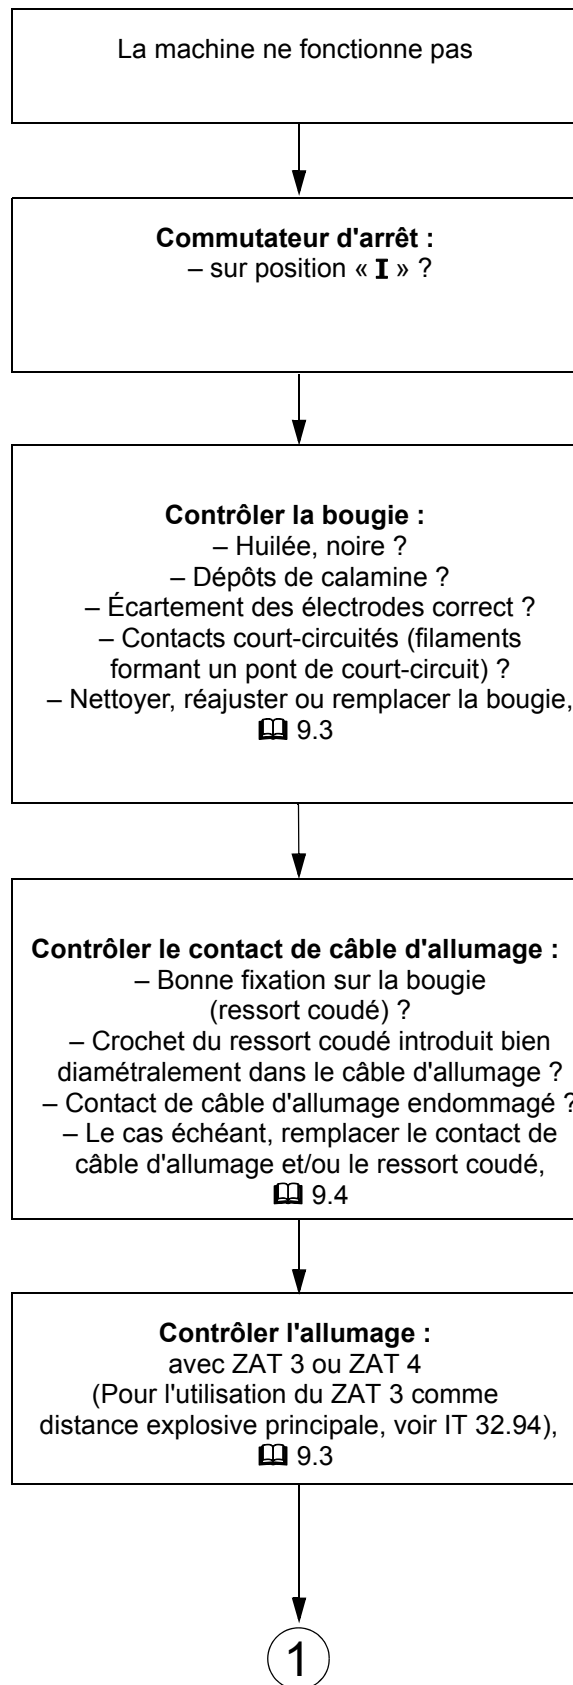 La machine ne fonctionne pas
Commutateur d'arrêt :
– sur position « I » ?
Contrôler la bougie :
– Huilée, noire ?
– Dépôts de calamine ?
– Écartement des électrodes correct ?
– Contacts court-circuités (filaments
formant un pont de court-circuit) ?
– Nettoyer, réajuster ou remplacer la bougie,
9.3
Contrôler le contact de câble d'allumage :
– Bonne fixation sur la bougie
(ressort coudé) ?
– Crochet du ressort coudé introduit bien
diamétralement dans le câble d'allumage ?
– Contact de câble d'allumage endommagé ?
– Le cas échéant, remplacer le contact de
câble d'allumage et/ou le ressort coudé,
9.4
Contrôler l'allumage :
avec ZAT 3 ou ZAT 4
(Pour l'utilisation du ZAT 3 comme
distance explosive principale, voir IT 32.94),
9.3
1